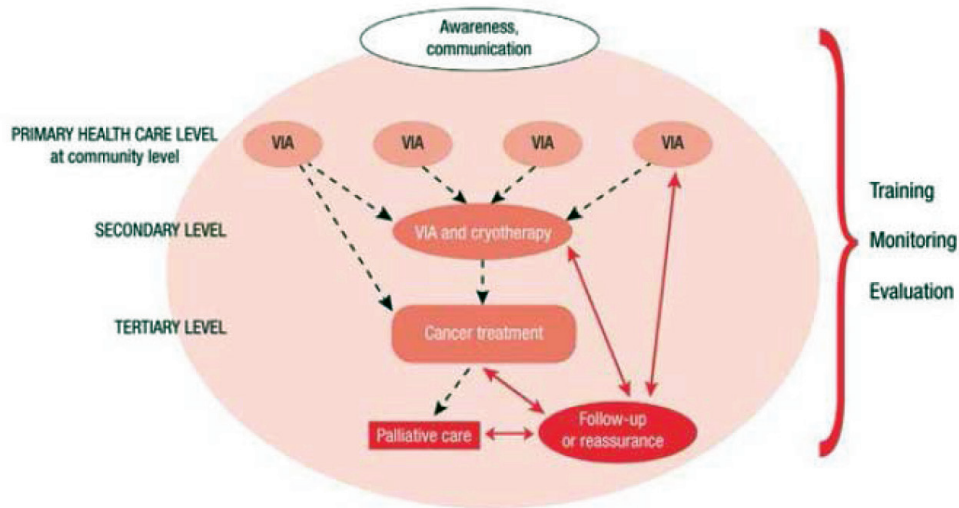 Awareness,
communication
PRIMARY HEALTH CARE LEVEL
at community level
VIA
VIA
VIA
VIA
SECONDARY LEVEL
VIA and cryotherapy
TERTIARY LEVEL
Cancer treatment
Palliative care
Follow-up
or reassurance
Training
Monitoring
Evaluation